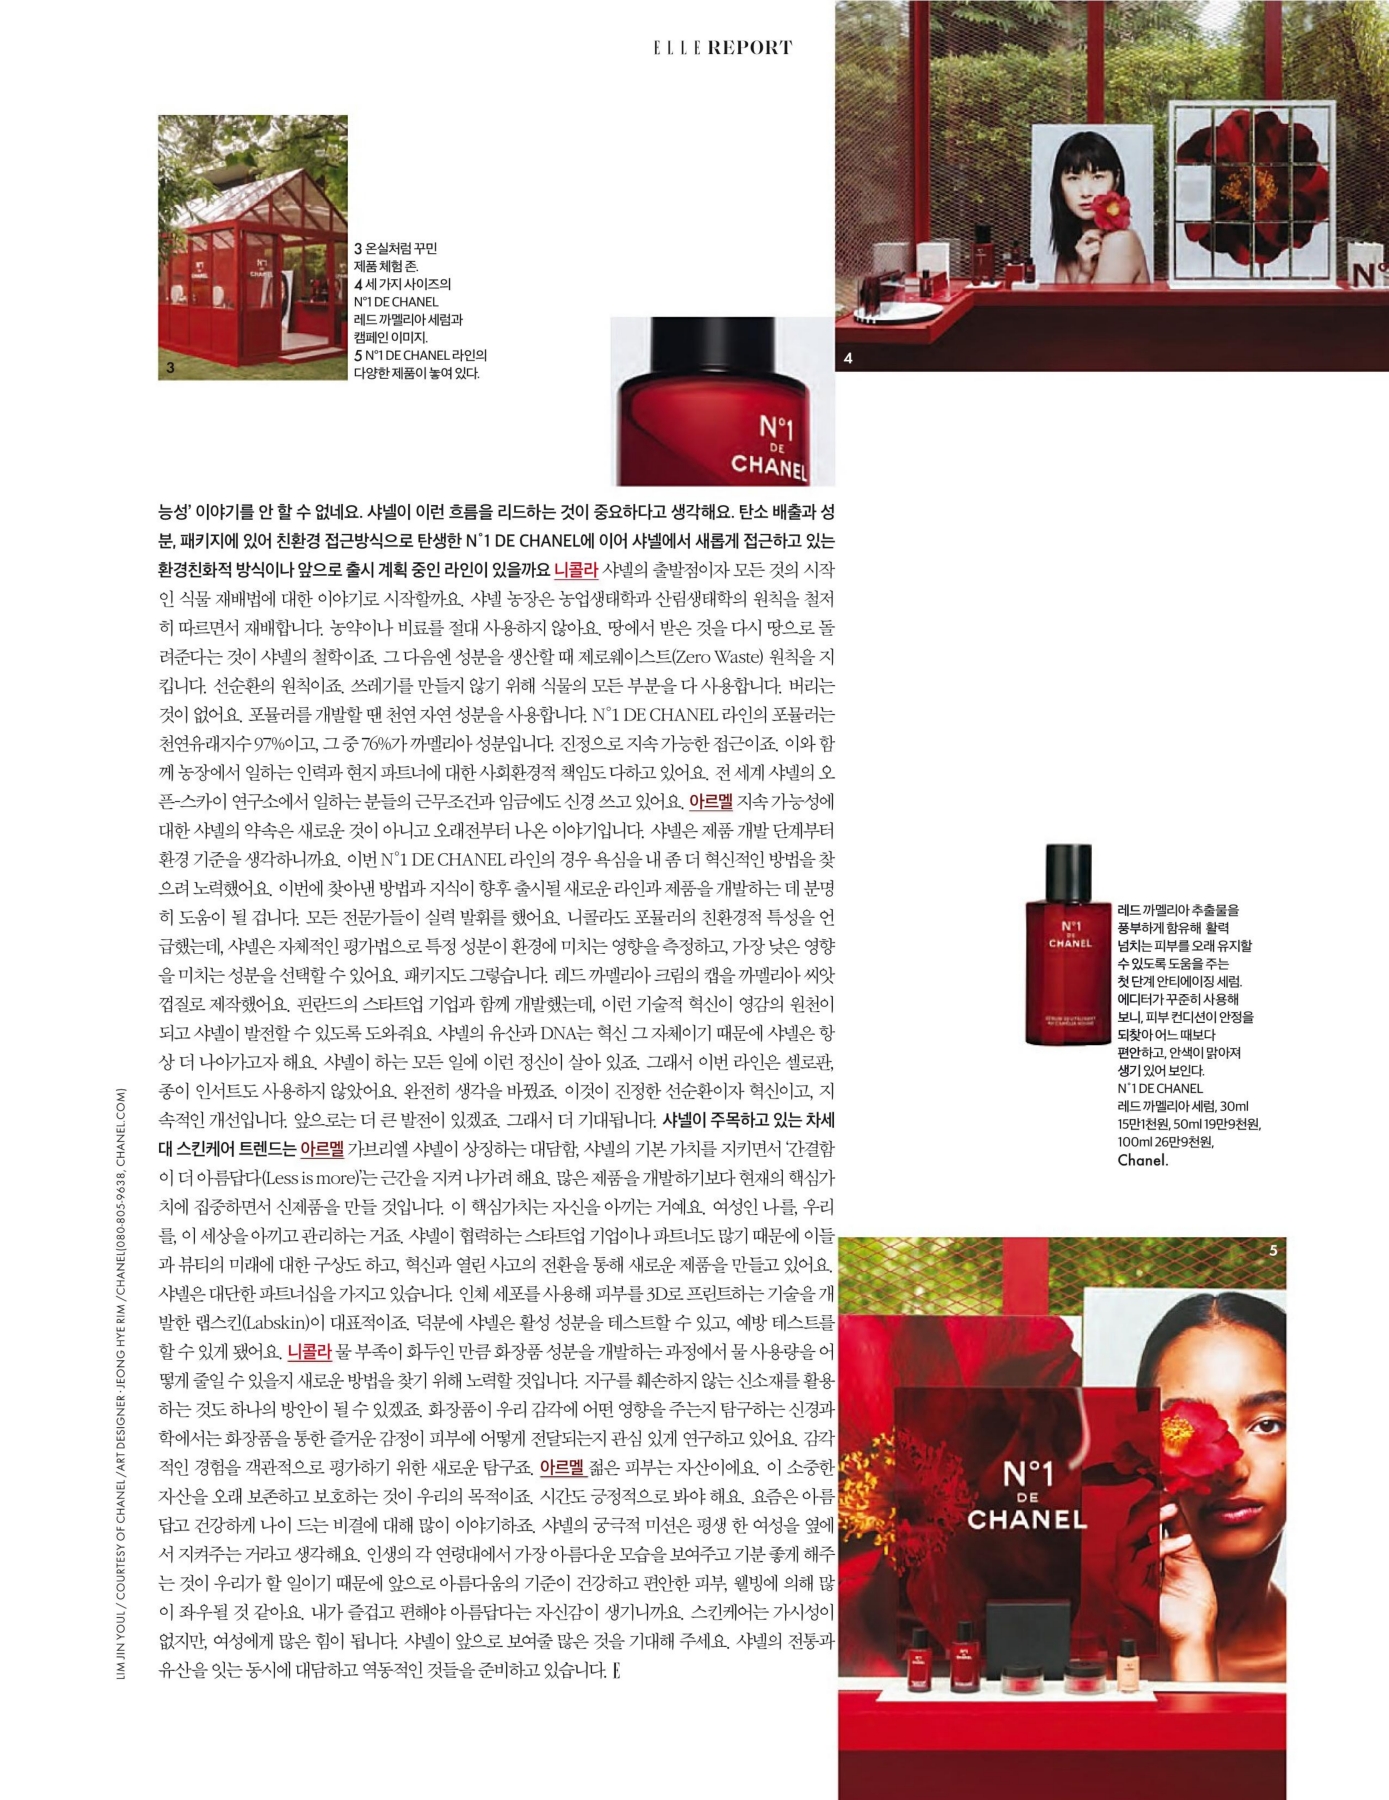 ELLE REPORT
3 온실처럼 꾸민
제품 체험 존.
4 세 가지 사이즈의
N°1 DE CHANEL
레드 까멜리아 세럼과
캠페인 이미지.
5 N°1 DE CHANEL 라인의
다양한 제품이 놓여 있다.
3
N°1
DE
CHANEL
N°1
DE
CHANEL
4
N°
N°1
DE
CHANEL
능성’ 이야기를 안 할 수 없네요. 샤넬이 이런 흐름을 리드하는 것이 중요하다고 생각해요. 탄소 배출과 성
분, 패키지에 있어 친환경 접근방식으로 탄생한 N°1 DE CHANEL에 이어 샤넬에서 새롭게 접근하고 있는
환경친화적 방식이나 앞으로 출시 계획 중인 라인이 있을까요 니콜라 샤넬의 출발점이자 모든 것의 시작
인 식물 재배법에 대한 이야기로 시작할까요. 샤넬 농장은 농업생태학과 산림생태학의 원칙을 철저
히 따르면서 재배합니다. 농약이나 비료를 절대 사용하지 않아요. 땅에서 받은 것을 다시 땅으로 돌
려준다는 것이 샤넬의 철학이죠. 그 다음엔 성분을 생산할 때 제로웨이스트(Zero Waste) 원칙을 지
킵니다. 선순환의 원칙이죠. 쓰레기를 만들지 않기 위해 식물의 모든 부분을 다 사용합니다. 버리는
것이 없어요. 포뮬러를 개발할 땐 천연 자연 성분을 사용합니다. N°1 DE CHANEL 라인의 포뮬러는
천연유래지수 97%이고, 그 중 76%가 까멜리아 성분입니다. 진정으로 지속 가능한 접근이죠. 이와 함
께 농장에서 일하는 인력과 현지 파트너에 대한 사회환경적 책임도 다하고 있어요. 전 세계 샤넬의 오
픈-스카이 연구소에서 일하는 분들의 근무조건과 임금에도 신경 쓰고 있어요. 아르멜 지속 가능성에
대한 샤넬의 약속은 새로운 것이 아니고 오래전부터 나온 이야기입니다. 샤넬은 제품 개발 단계부터
환경 기준을 생각하니까요. 이번 N°1 DE CHANEL 라인의 경우 욕심을 내 좀 더 혁신적인 방법을 찾
으려 노력했어요. 이번에 찾아낸 방법과 지식이 향후 출시될 새로운 라인과 제품을 개발하는 데 분명
히 도움이 될 겁니다. 모든 전문가들이 실력 발휘를 했어요. 니콜라도 포뮬러의 친환경적 특성을 언
급했는데, 샤넬은 자체적인 평가법으로 특정 성분이 환경에 미치는 영향을 측정하고, 가장 낮은 영향
을 미치는 성분을 선택할 수 있어요. 패키지도 그렇습니다. 레드 까멜리아 크림의 캡을 까멜리아 씨앗
껍질로 제작했어요. 핀란드의 스타트업 기업과 함께 개발했는데, 이런 기술적 혁신이 영감의 원천이
되고 샤넬이 발전할 수 있도록 도와줘요. 샤넬의 유산과 DNA는 혁신 그 자체이기 때문에 샤넬은 항
상 더 나아가고자 해요. 샤넬이 하는 모든 일에 이런 정신이 살아 있죠. 그래서 이번 라인은 셀로판,
종이 인서트도 사용하지 않았어요. 완전히 생각을 바꿨죠. 이것이 진정한 선순환이자 혁신이고, 지
속적인 개선입니다. 앞으로는 더 큰 발전이 있겠죠. 그래서 더 기대됩니다. 샤넬이 주목하고 있는 차세
대 스킨케어 트렌드는 아르멜 가브리엘 샤넬이 상징하는 대담함, 샤넬의 기본 가치를 지키면서 ‘간결함
이 더 아름답다(Less is more)’는 근간을 지켜 나가려 해요. 많은 제품을 개발하기보다 현재의 핵심가
치에 집중하면서 신제품을 만들 것입니다. 이 핵심가치는 자신을 아끼는 거예요. 여성인 나를, 우리
를, 이 세상을 아끼고 관리하는 거죠. 샤넬이 협력하는 스타트업 기업이나 파트너도 많기 때문에 이들
과 뷰티의 미래에 대한 구상도 하고, 혁신과 열린 사고의 전환을 통해 새로운 제품을 만들고 있어요.
샤넬은 대단한 파트너십을 가지고 있습니다. 인체 세포를 사용해 피부를 3D로 프린트하는 기술을 개
발한 랩스킨(Labskin)이 대표적이죠. 덕분에 샤넬은 활성 성분을 테스트할 수 있고, 예방 테스트를
할 수 있게 됐어요. 니콜라 물 부족이 화두인 만큼 화장품 성분을 개발하는 과정에서 물 사용량을 어
떻게 줄일 수 있을지 새로운 방법을 찾기 위해 노력할 것입니다. 지구를 훼손하지 않는 신소재를 활용
하는 것도 하나의 방안이 될 수 있겠죠. 화장품이 우리 감각에 어떤 영향을 주는지 탐구하는 신경과
학에서는 화장품을 통한 즐거운 감정이 피부에 어떻게 전달되는지 관심 있게 연구하고 있어요. 감각
적인 경험을 객관적으로 평가하기 위한 새로운 탐구죠. 아르멜 젊은 피부는 자산이에요. 이 소중한
자산을 오래 보존하고 보호하는 것이 우리의 목적이죠. 시간도 긍정적으로 봐야 해요. 요즘은 아름
답고 건강하게 나이 드는 비결에 대해 많이 이야기하죠. 샤넬의 궁극적 미션은 평생 한 여성을 옆에
서 지켜주는 거라고 생각해요. 인생의 각 연령대에서 가장 아름다운 모습을 보여주고 기분 좋게 해주
는 것이 우리가 할 일이기 때문에 앞으로 아름다움의 기준이 건강하고 편안한 피부, 웰빙에 의해 많
이 좌우될 것 같아요. 내가 즐겁고 편해야 아름답다는 자신감이 생기니까요. 스킨케어는 가시성이
없지만, 여성에게 많은 힘이 됩니다. 샤넬이 앞으로 보여줄 많은 것을 기대해 주세요. 샤넬의 전통과
유산을 잇는 동시에 대담하고 역동적인 것들을 준비하고 있습니다. E
N°1
DE
CHANEL
레드 까멜리아 추출물을
풍부하게 함유해 활력
넘치는 피부를 오래 유지할
수 있도록 도움을 주는
첫 단계 안티에이징 세럼.
에디터가 꾸준히 사용해
보니, 피부 컨디션이 안정을
되찾아 어느 때보다
편안하고, 안색이 맑아져
생기 있어 보인다.
N°1 DE CHANEL
레드 까멜리아 세럼, 30ml
15만1천원, 50ml 19만9천원,
100ml 26만9천원,
Chanel.
5
N°1
DE
CHANEL
LIM JIN YOUL / COURTESY OF CHANEL /ART DESIGNER·JEONG HYE RIM /CHANEL(080-805-9638, CHANEL.COM)